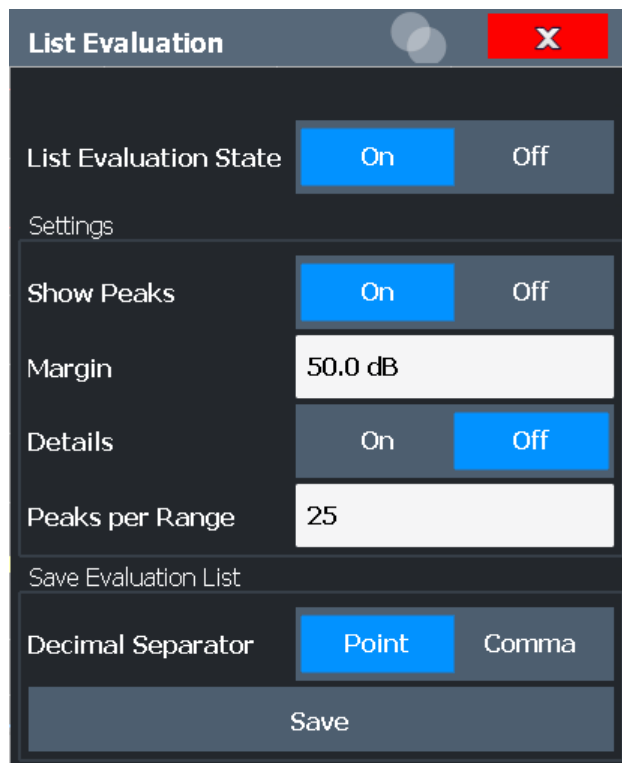 List Evaluation X
List Evaluation State On Off
Settings
Show Peaks On Off
Margin 50.0 dB
Details On Off
Peaks per Range 25
Save Evaluation List
Decimal Separator Point Comma
Save